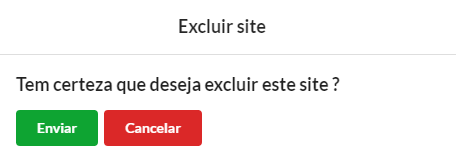 Excluir site
Tem certeza que deseja excluir este site ?
Enviar
Cancelar